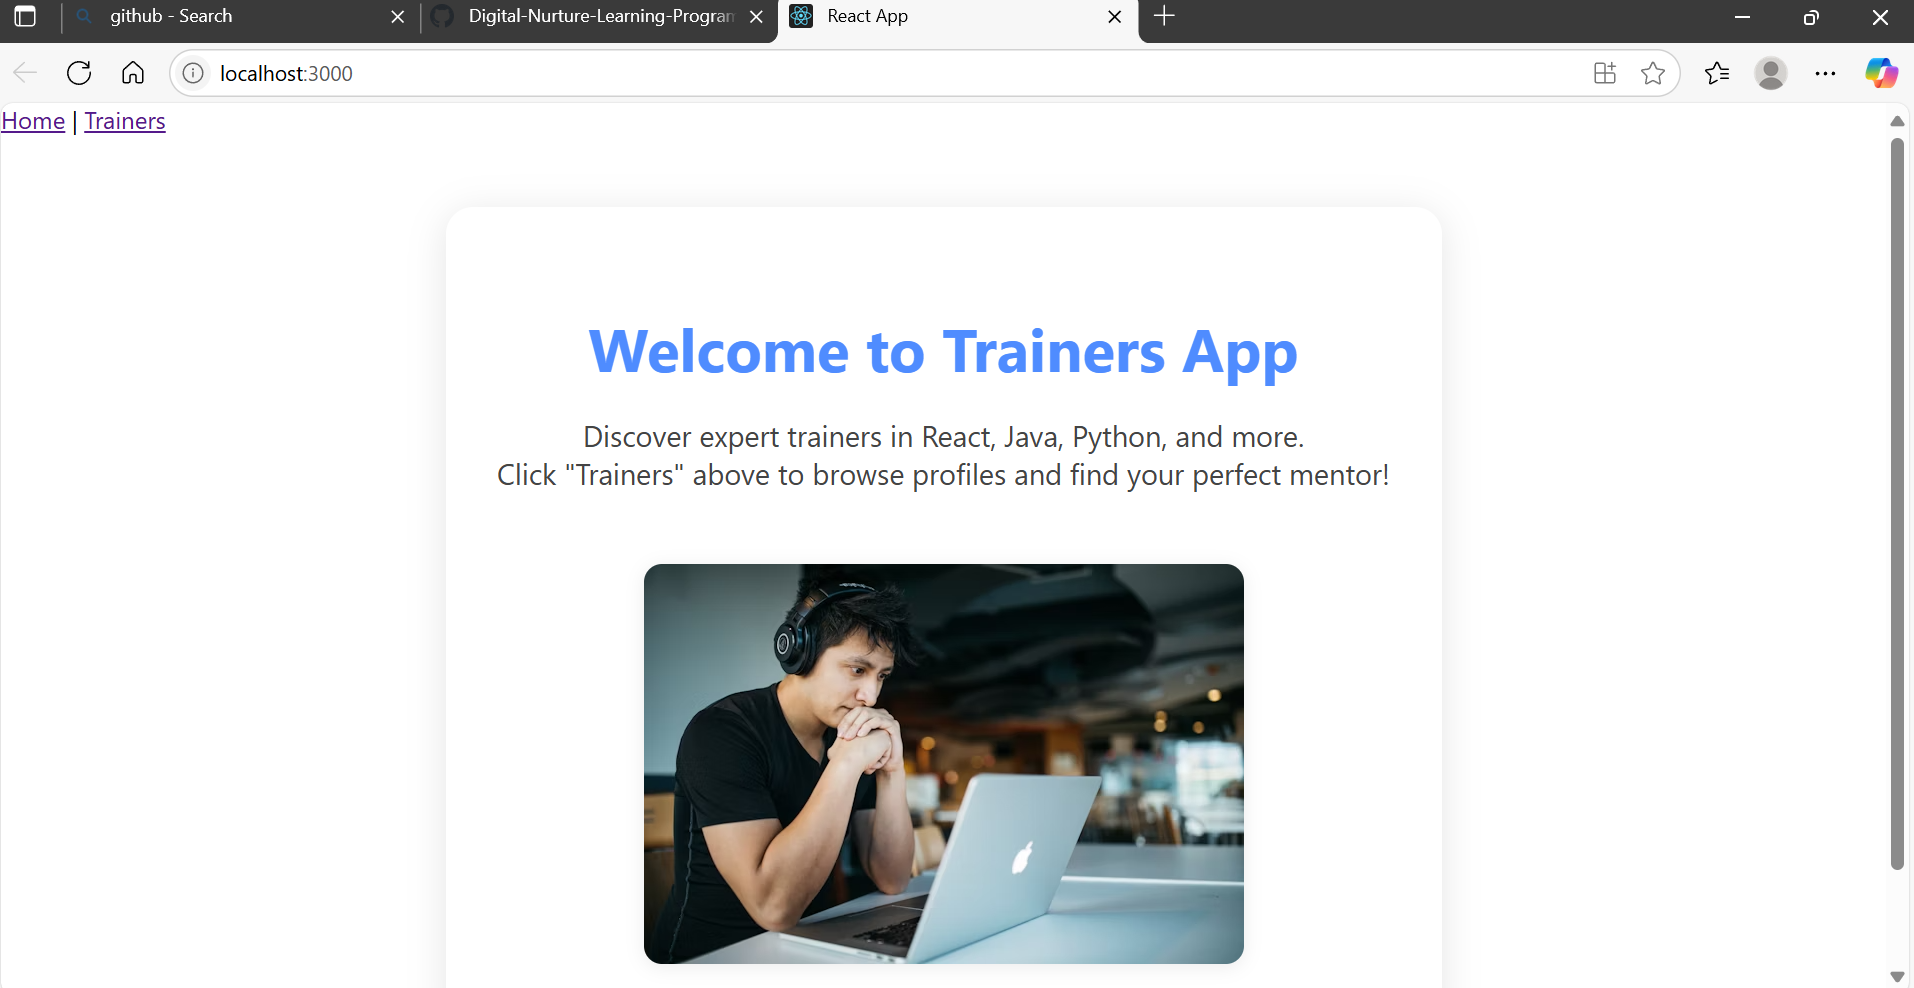 github - Search
Digital-Nurture-Learning-Program
React App
localhost:3000
Home | Trainers
Welcome to Trainers App
Discover expert trainers in React, Java, Python, and more.
Click "Trainers" above to browse profiles and find your perfect mentor!